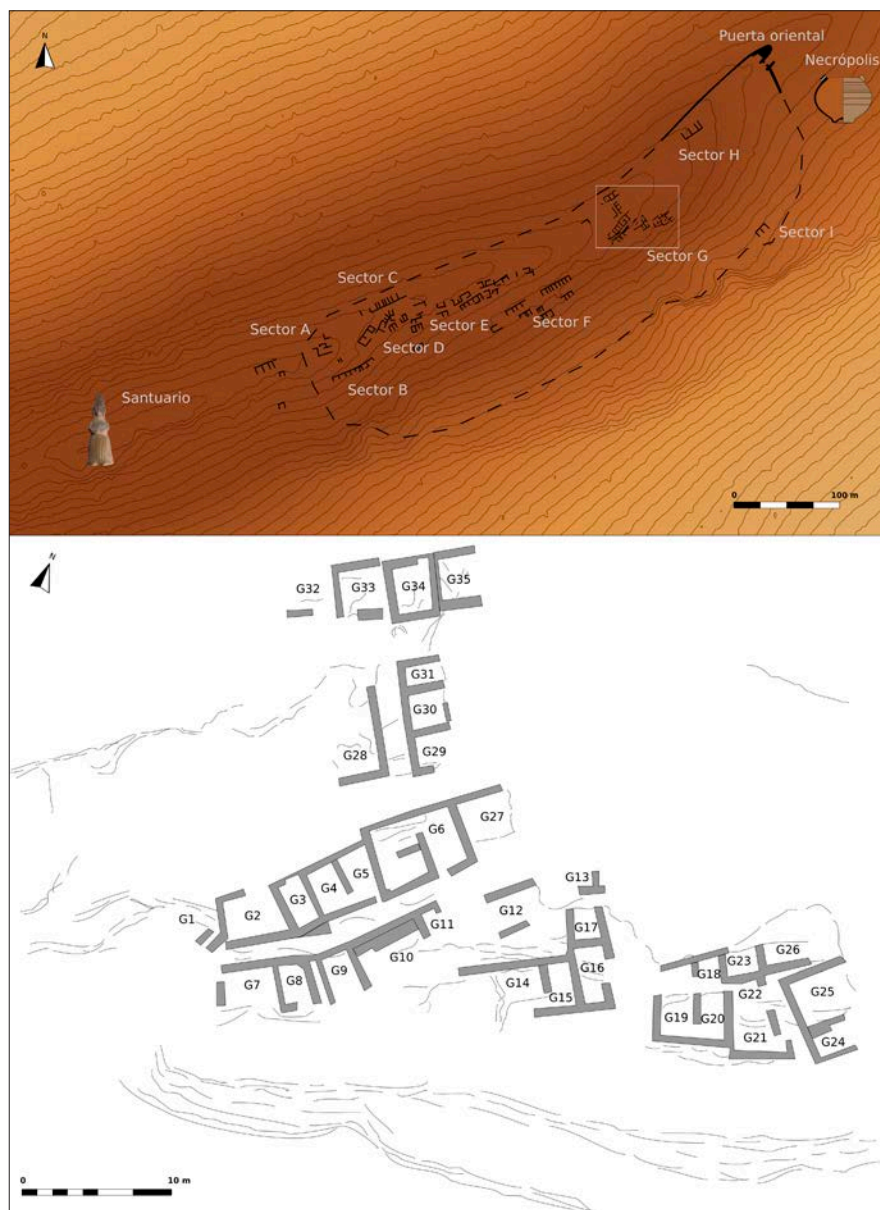 N
Puerta oriental
Necrópolis
Sector H
Sector I
Sector G
Sector C
Sector A
Sector E
Sector F
Sector D
Sector B
Santuario
0 100 m
N
G32 G33 G34 G35
G31
G30
G28 G29
G6 G27
G5
G4
G3
G13
G1 G2
G12
G11
G17
G10
G26
G23
G18
G7 G8 G9
G14 G16
G15
G22
G25
G19 G20
G21
G24
0 10 m